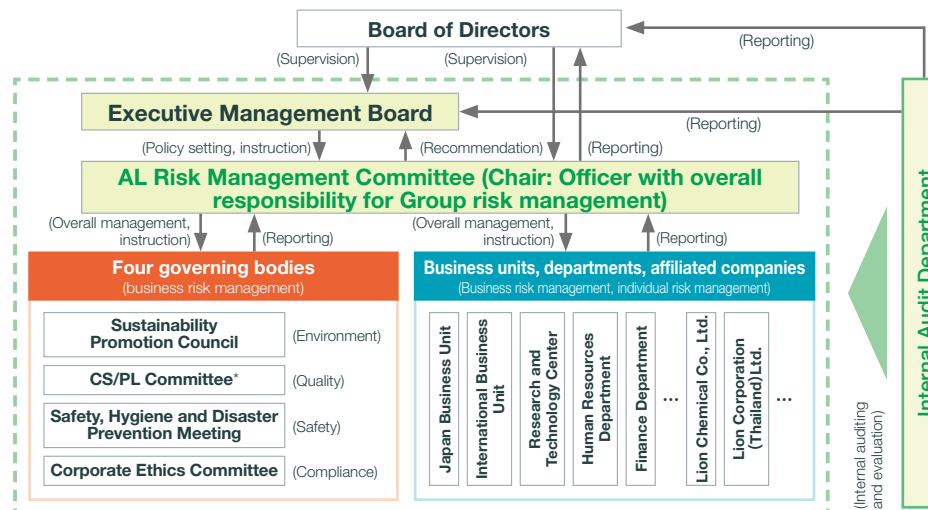 Board of Directors
(Reporting)
(Supervision)
(Supervision)
(Reporting)
Executive Management Board
(Reporting)
(Policy setting, instruction)
(Recommendation)
(Reporting)
AL Risk Management Committee (Chair: Officer with overall
responsibility for Group risk management)
(Overall management,
instruction)
(Reporting)
(Overall management,
instruction)
(Reporting)
Four governing bodies
(business risk management)
Sustainability
Promotion Council
(Environment)
CS/PL Committee*
(Quality)
Safety, Hygiene and Disaster
Prevention Meeting
(Safety)
Corporate Ethics Committee
(Compliance)
Business units, departments, affiliated companies
(Business risk management, individual risk management)
Japan Business Unit
International Business
Unit
Research and
Technology Center
Human Resources
Department
Finance Department
...
Lion Chemical Co., Ltd.
Lion Corporation
(Thailand)Ltd.
...
(Internal auditing
and evaluation)
Internal Audit Department